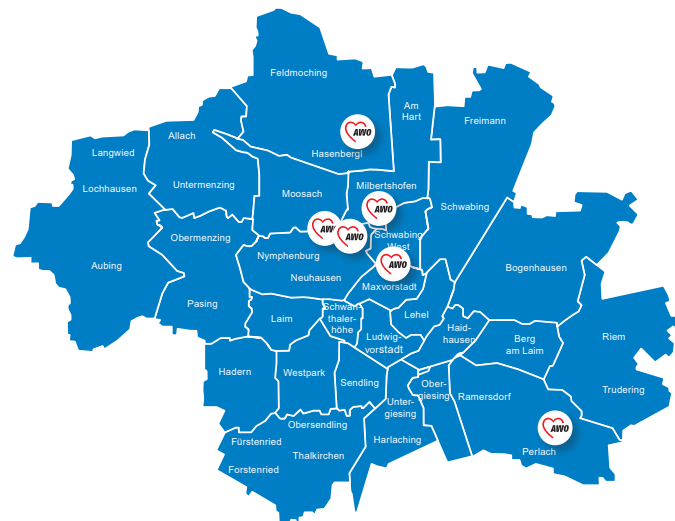 Feldmoching
Am
Hart
Freimann
AWO
Hasenbergl
Allach
Langwied
Lochhausen
Untermenzing
Moosach
Milbertshofen
AWO
Schwabing
AW
AWO
Schwabing
West
Obermenzing
Nymphenburg
Aubing
AWO
Bogenhausen
Neuhausen
Maxvorstadt
Pasing
Laim
Schwan-
thaler-
höhe
Lehel
Ludwig-
vorstadt
Haid-
hausen
Berg
am Laim
Riem
Hadern
Westpark
Sendling
Ober-
giesing
Trudering
Unter-
giesing
Ramersdorf
Obersendling
Fürstenried
Harlaching
AWO
Thalkirchen
Perlach
Forstenried